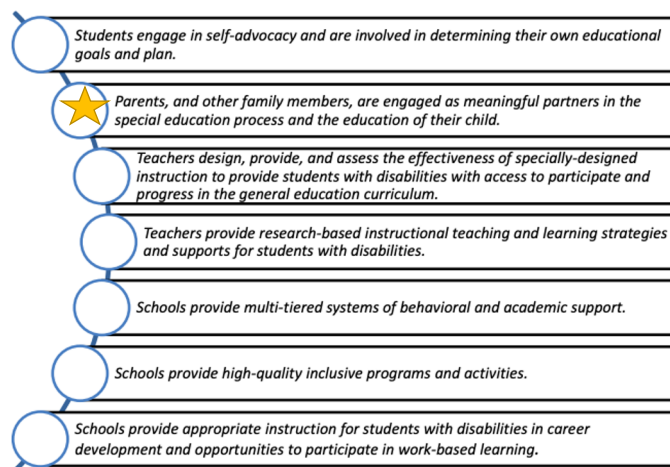 Students engage in self-advocacy and are involved in determining their own educational
goals and plan.
Parents, and other family members, are engaged as meaningful partners in the
special education process and the education of their child.
Teachers design, provide, and assess the effectiveness of specially-designed
instruction to provide students with disabilities with access to participate and
progress in the general education curriculum.
Teachers provide research-based instructional teaching and learning strategies
and supports for students with disabilities.
Schools provide multi-tiered systems of behavioral and academic support.
Schools provide high-quality inclusive programs and activities.
Schools provide appropriate instruction for students with disabilities in career
development and opportunities to participate in work-based learning.